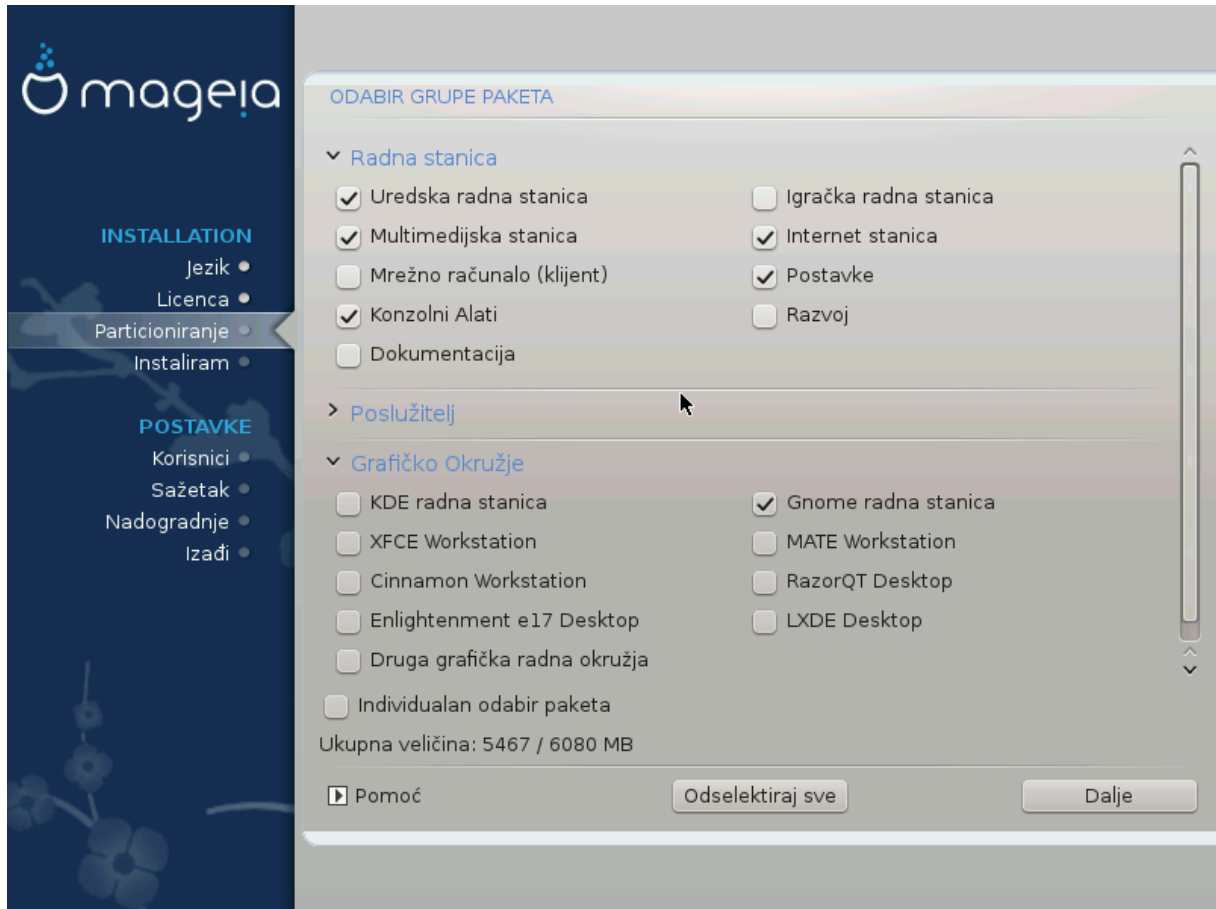 mageia
INSTALLATION
Jezik
Licenca
Particioniranje
Instaliram
POSTAVKE
Korisnici
Sažetak
Nadogradnje
Izađi
ODABIR GRUPE PAKETA
Radna stanica
Uredska radna stanica
Igračka radna stanica
Multimedijska stanica
Internet stanica
Mrežno računalo (klijent)
Postavke
Konzolni Alati
Razvoj
Dokumentacija
Poslužitelj
Grafičko Okružje
KDE radna stanica
Gnome radna stanica
XFCE Workstation
MATE Workstation
Cinnamon Workstation
RazorQT Desktop
Enlightenment e17 Desktop
LXDE Desktop
Druga grafička radna okružja
Individualan odabir paketa
Ukupna veličina: 5467 / 6080 MB
Pomoć
Odselektiraj sve
Dalje